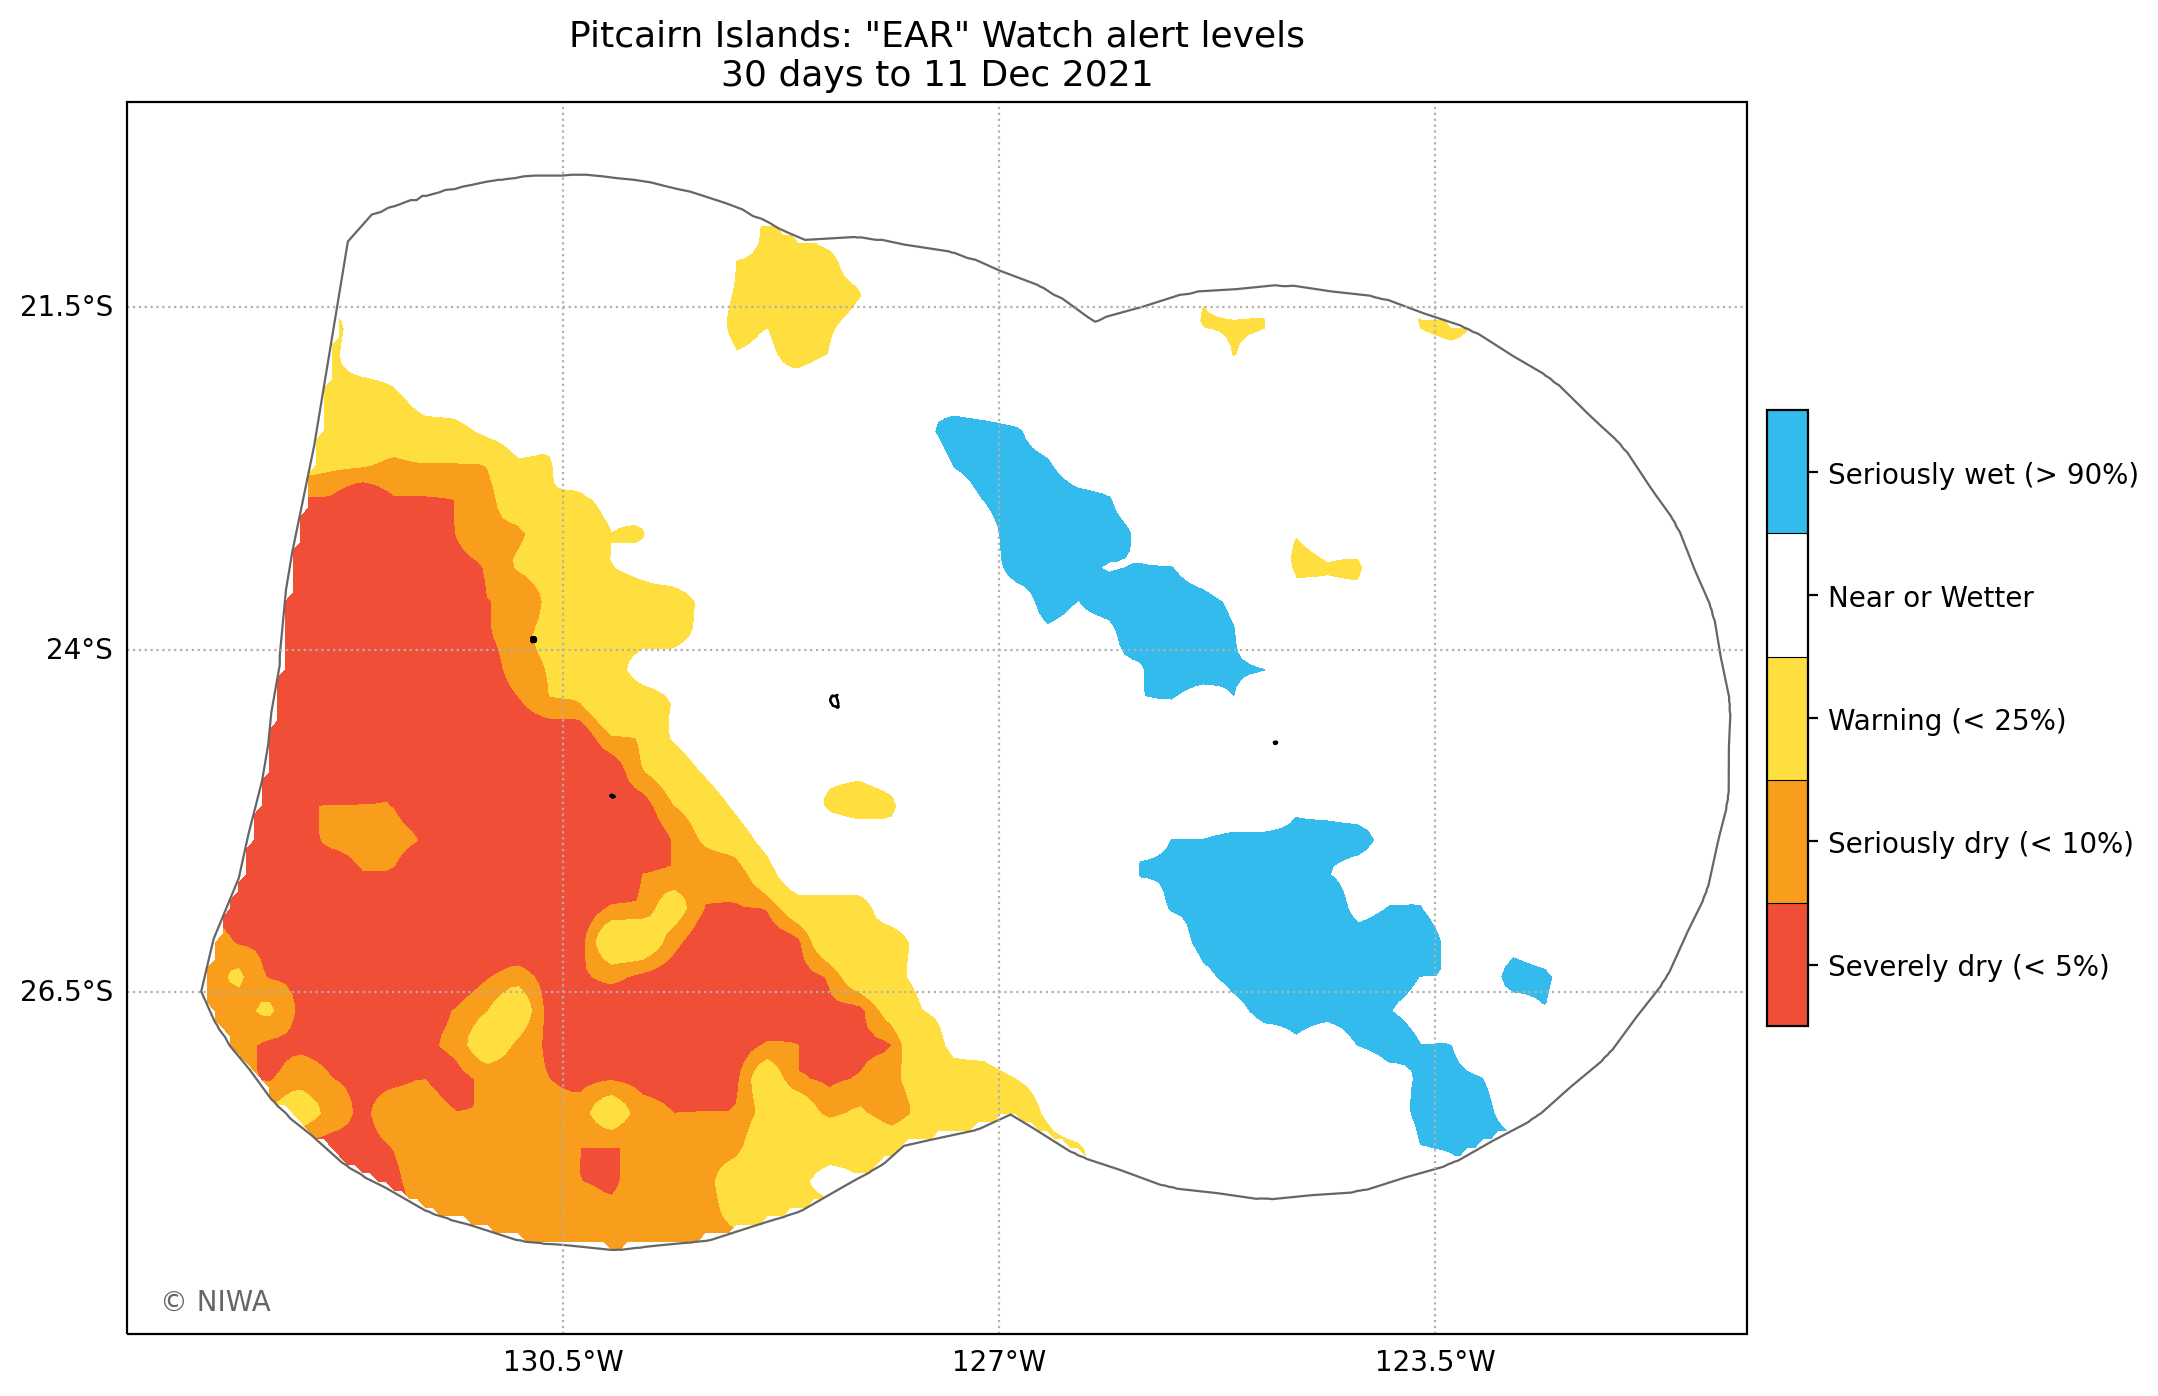 Pitcairn Islands: "EAR" Watch alert levels
30 days to 11 Dec 2021
21.5°S
24°S
26.5°S
130.5°W
127°W
123.5°W
Seriously wet (> 90%)
Near or Wetter
Warning (< 25%)
Seriously dry (< 10%)
Severely dry (< 5%)
© NIWA